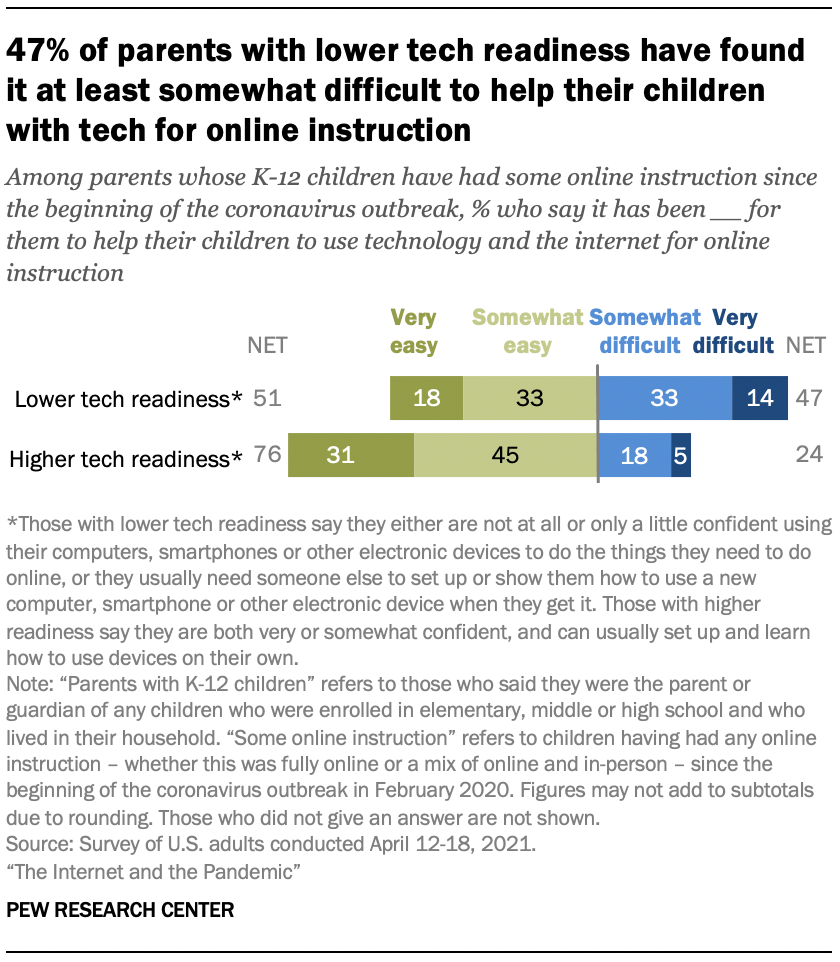 47% of parents with lower tech readiness have found
it at least somewhat difficult to help their children
with tech for online instruction
Among parents whose K-12 children have had some online instruction since
the beginning of the coronavirus outbreak, % who say it has been __ for
them to help their children to use technology and the internet for online
instruction
NET Very easy Somewhat easy Somewhat difficult Very difficult NET
Lower tech readiness* 51 18 33 33 14 47
Higher tech readiness* 76 31 45 18 5 24
*Those with lower tech readiness say they either are not at all or only a little confident using
their computers, smartphones or other electronic devices to do the things they need to do
online, or they usually need someone else to set up or show them how to use a new
computer, smartphone or other electronic device when they get it. Those with higher
readiness say they are both very or somewhat confident, and can usually set up and learn
how to use devices on their own.
Note: “Parents with K-12 children” refers to those who said they were the parent or
guardian of any children who were enrolled in elementary, middle or high school and who
lived in their household. “Some online instruction” refers to children having had any online
instruction – whether this was fully online or a mix of online and in-person – since the
beginning of the coronavirus outbreak in February 2020. Figures may not add to subtotals
due to rounding. Those who did not give an answer are not shown.
Source: Survey of U.S. adults conducted April 12-18, 2021.
“The Internet and the Pandemic”
PEW RESEARCH CENTER